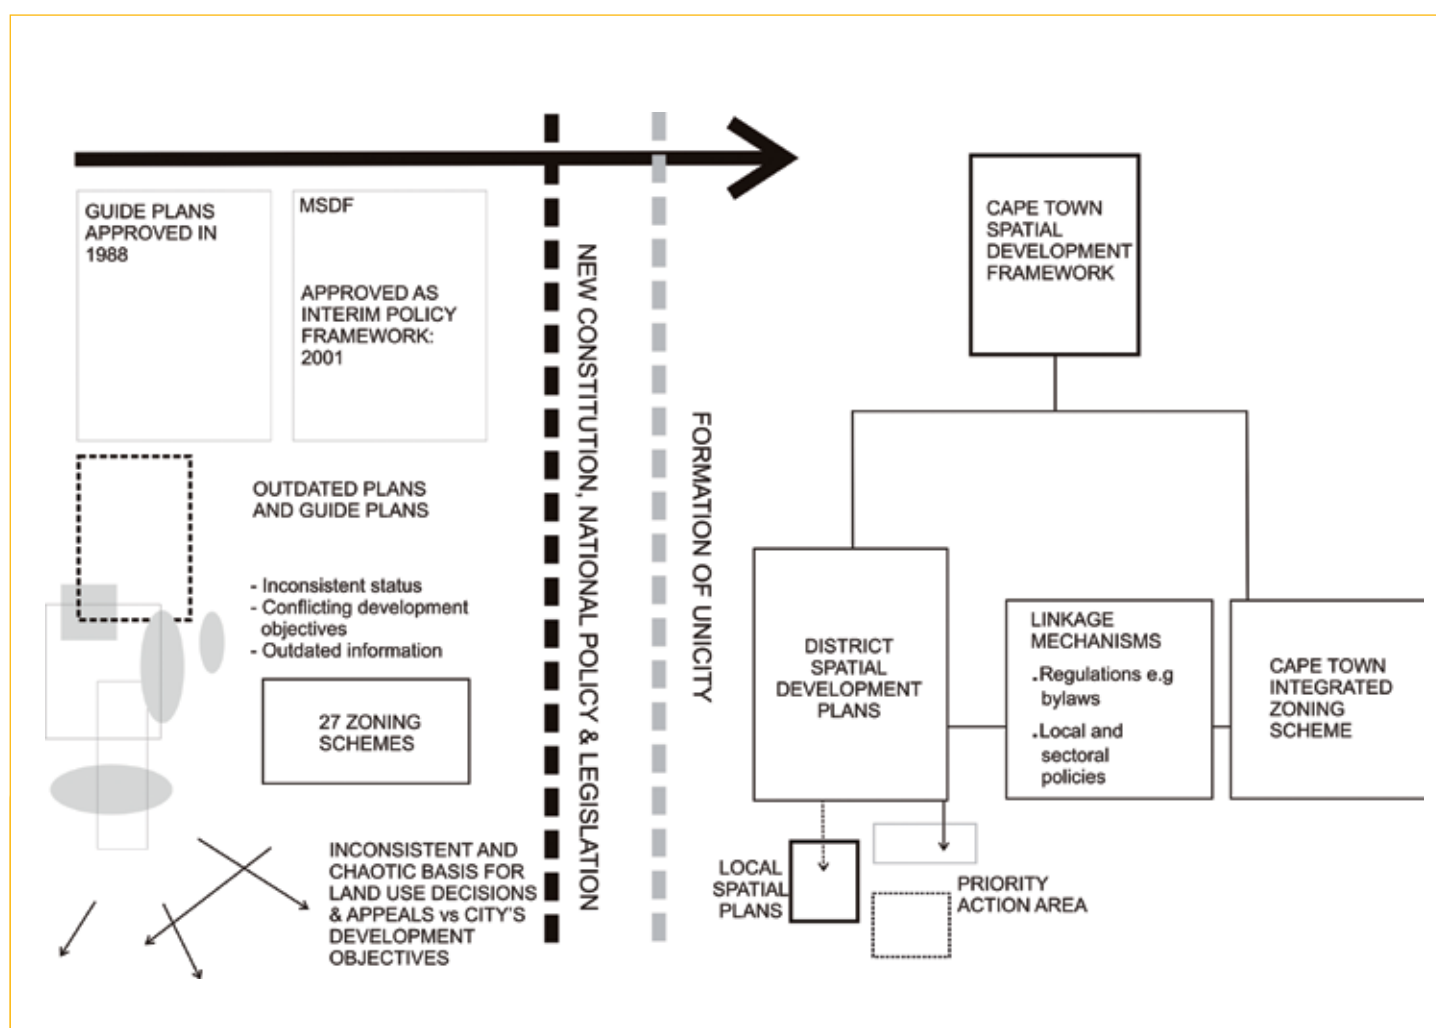 GUIDE PLANS
APPROVED IN
1988
MSDF
APPROVED AS
INTERIM POLICY
FRAMEWORK:
2001
OUTDATED PLANS
AND GUIDE PLANS
- Inconsistent status
- Conflicting development
objectives
- Outdated information
27 ZONING
SCHEMES
INCONSISTENT AND
CHAOTIC BASIS FOR
LAND USE DECISIONS
& APPEALS vs CITY'S
DEVELOPMENT
OBJECTIVES
NEW CONSTITUTION, NATIONAL POLICY & LEGISLATION
FORMATION OF UNICITY
CAPE TOWN
SPATIAL
DEVELOPMENT
FRAMEWORK
DISTRICT
SPATIAL
DEVELOPMENT
PLANS
LINKAGE
MECHANISMS
.Regulations e.g
bylaws
.Local and
sectoral
policies
CAPE TOWN
INTEGRATED
ZONING
SCHEME
LOCAL
SPATIAL
PLANS
PRIORITY
ACTION AREA